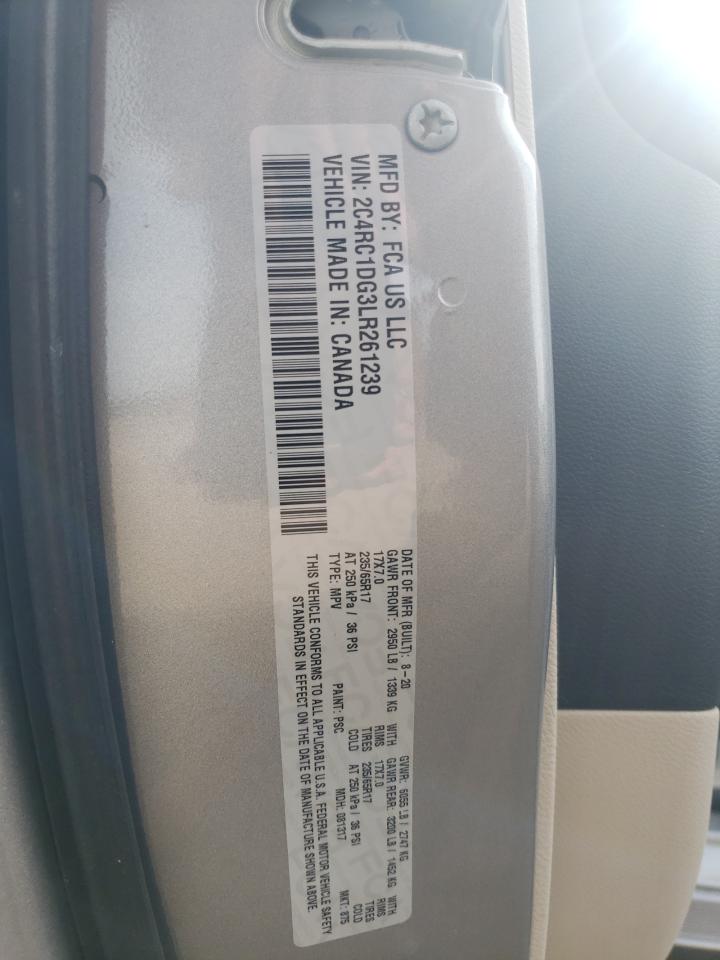 MFD BY: FCA US LLC
VIN: 2C4RC1DG3LR261239
VEHICLE MADE IN: CANADA
DATE OF MFR (BUILT): 8-20 GVWR: 6055 LB / 2747 KG
GAWR FRONT: 2950 LB / 1339 KG WITH GAWR REAR: 3200 LB / 1452 KG WITH
17X7.0 RIMS 17X7.0 RIMS
235/65R17 TIRES 235/65R17 TIRES
AT 250 kPa / 36 PSI COLD AT 250 kPa / 36 PSI COLD
TYPE: MPV PAINT: PSC MDH: 081317 MKT: 875
THIS VEHICLE CONFORMS TO ALL APPLICABLE U.S.A. FEDERAL MOTOR VEHICLE SAFETY
STANDARDS IN EFFECT ON THE DATE OF MANUFACTURE SHOWN ABOVE.